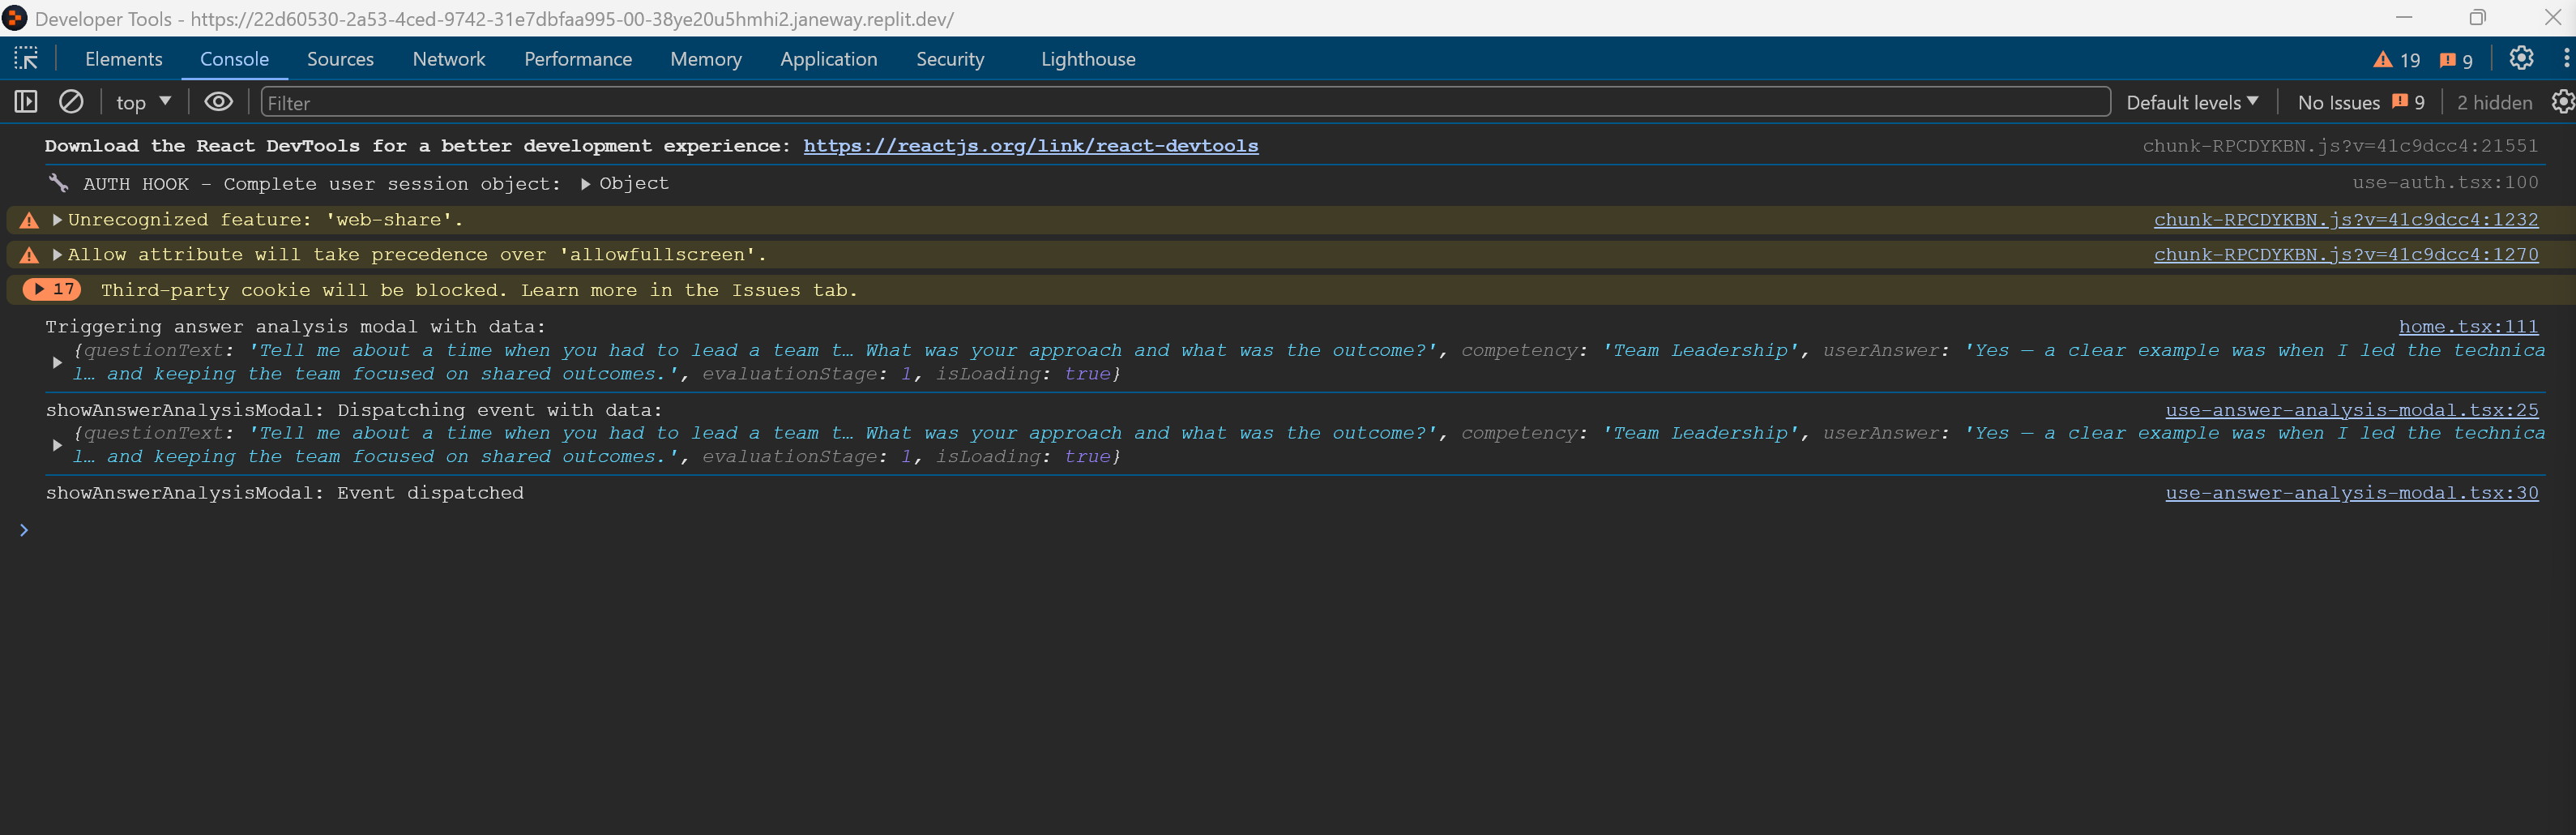 Developer Tools - https://22d60530-2a53-4ced-9742-31e7dbfaa995-00-38ye20u5hmhi2.janeway.replit.dev/
Elements Console Sources Network Performance Memory Application Security Lighthouse 19 9
top Filter Default levels No Issues 9 2 hidden
Download the React DevTools for a better development experience: https://reactjs.org/link/react-devtools chunk-RPCDYKBN.js?v=41c9dcc4:21551
AUTH HOOK - Complete user session object: Object use-auth.tsx:100
Unrecognized feature: 'web-share'. chunk-RPCDYKBN.js?v=41c9dcc4:1232
Allow attribute will take precedence over 'allowfullscreen'. chunk-RPCDYKBN.js?v=41c9dcc4:1270
17 Third-party cookie will be blocked. Learn more in the Issues tab.
Triggering answer analysis modal with data: home.tsx:111
{questionText: 'Tell me about a time when you had to lead a team t… What was your approach and what was the outcome?', competency: 'Team Leadership', userAnswer: 'Yes — a clear example was when I led the technica
l… and keeping the team focused on shared outcomes.', evaluationStage: 1, isLoading: true}
showAnswerAnalysisModal: Dispatching event with data: use-answer-analysis-modal.tsx:25
{questionText: 'Tell me about a time when you had to lead a team t… What was your approach and what was the outcome?', competency: 'Team Leadership', userAnswer: 'Yes — a clear example was when I led the technica
l… and keeping the team focused on shared outcomes.', evaluationStage: 1, isLoading: true}
showAnswerAnalysisModal: Event dispatched use-answer-analysis-modal.tsx:30